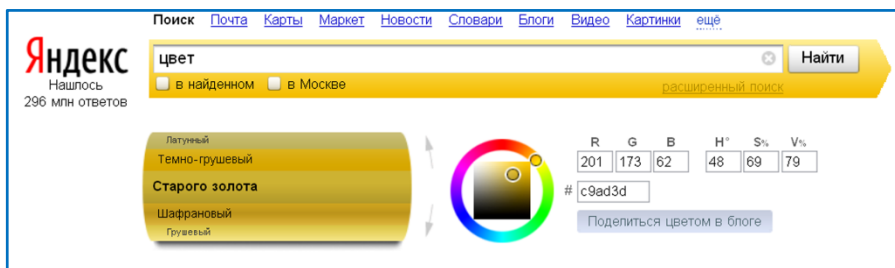 Поиск Почта Карты Маркет Новости Словари Блоги Видео Картинки ещё
Яндекс
цвет
Найти
в найденном в Москве расширенный поиск
Нашлось
296 млн ответов
Латунный
Темно-грушевый
Старого золота
Шафрановый
Грушевый
R G B H° S% V%
201 173 62 48 69 79
# c9ad3d
Поделиться цветом в блоге